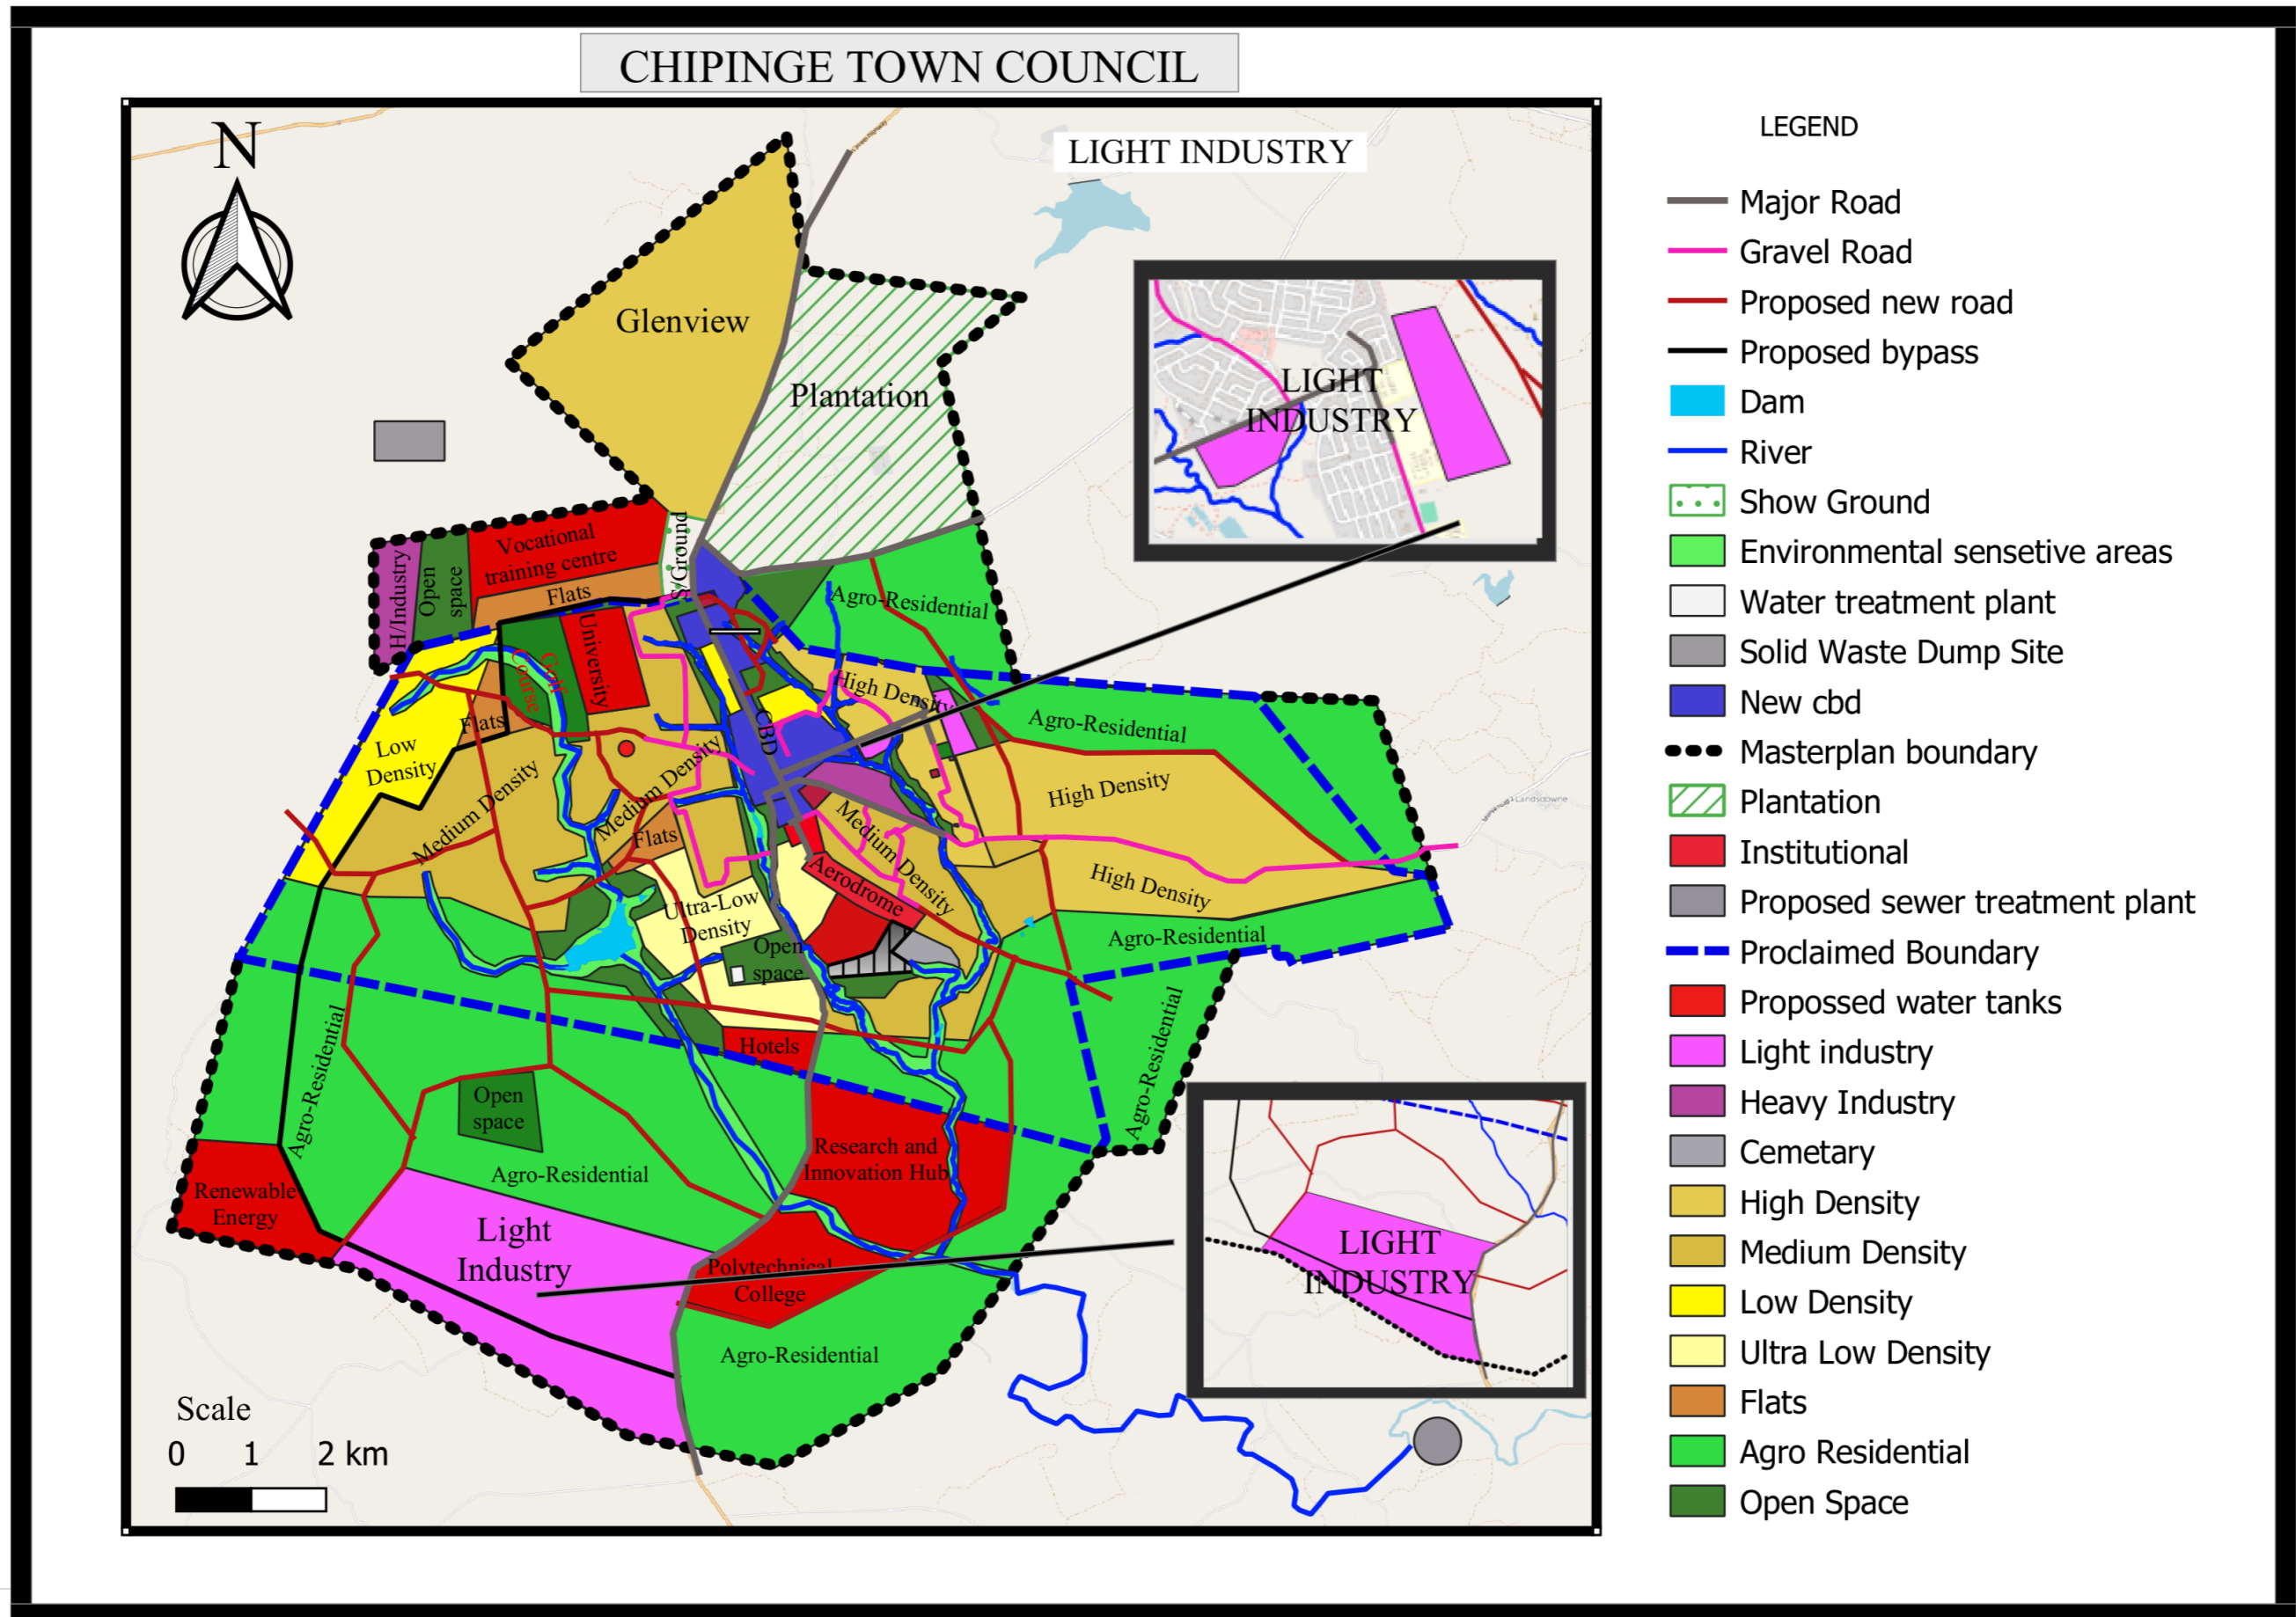 CHIPINGE TOWN COUNCIL
N
LIGHT INDUSTRY
Glenview
Plantation
LIGHT
INDUSTRY
S/Ground
Vocational
training centre
H/Industry
Open
space
Flats
University
Golf
Course
Agro-Residential
High Density
CBD
Flats
Low
Density
Medium Density
Medium Density
Agro-Residential
High Density
Flats
Medium Density
Aerodrome
High Density
Ultra-Low
Density
Open
space
Agro-Residential
Agro-Residential
Agro-Residential
Hotels
Open
space
Research and
Innovation Hub
Agro-Residential
Renewable
Energy
Light
Industry
Polytechnical
College
Agro-Residential
LIGHT
INDUSTRY
Lansdowne
Scale
0 1 2 km
LEGEND
Major Road
Gravel Road
Proposed new road
Proposed bypass
Dam
River
Show Ground
Environmental sensetive areas
Water treatment plant
Solid Waste Dump Site
New cbd
Masterplan boundary
Plantation
Institutional
Proposed sewer treatment plant
Proclaimed Boundary
Propossed water tanks
Light industry
Heavy Industry
Cemetary
High Density
Medium Density
Low Density
Ultra Low Density
Flats
Agro Residential
Open Space